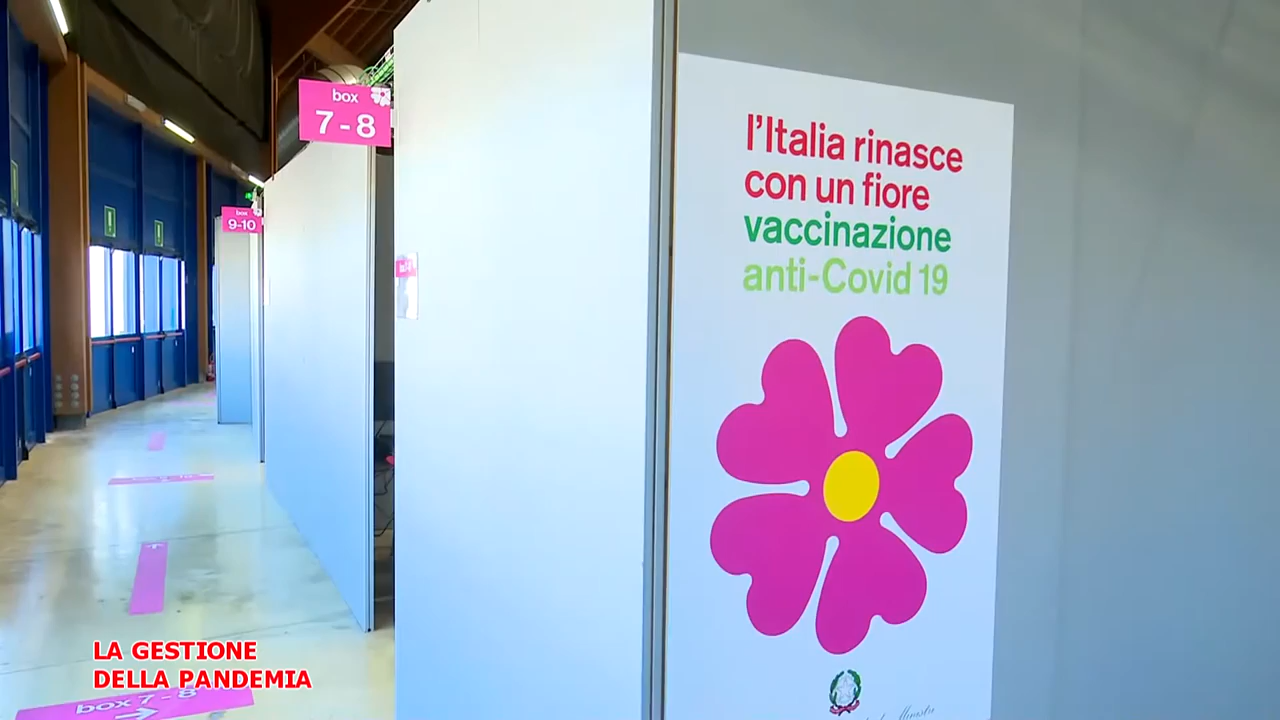 box
7 - 8
box
9-10
l'Italia rinasce
con un fiore
vaccinazione
anti-Covid 19
LA GESTIONE
DELLA PANDEMIA
box 7 - 8